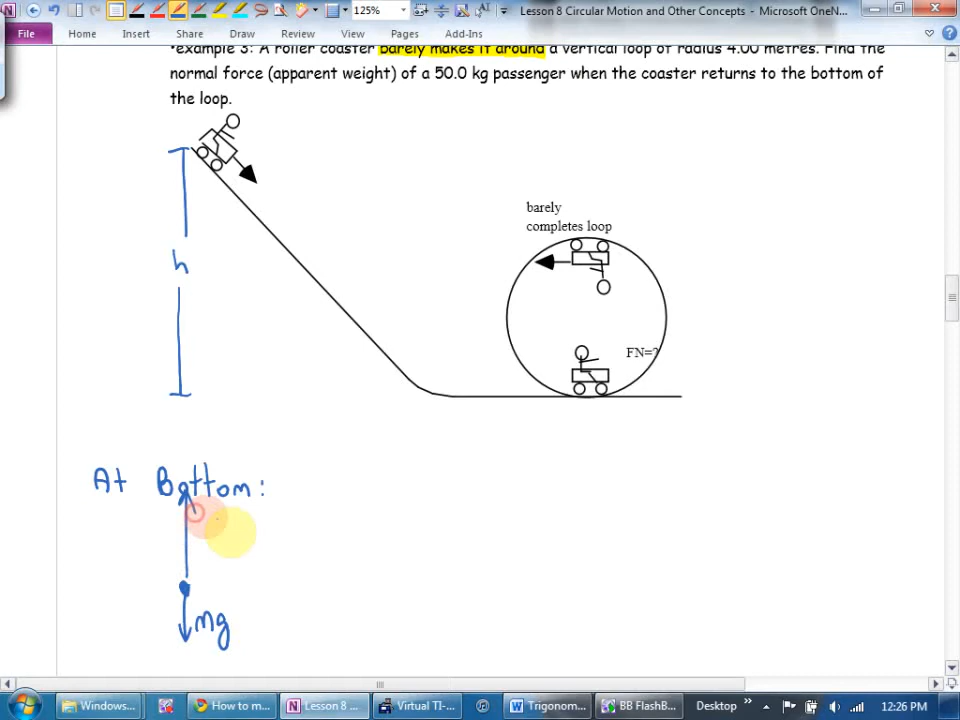 125%
Lesson 8 Circular Motion and Other Concepts - Microsoft OneN...
File Home Insert Share Draw Review View Pages Add-Ins
•example 3: A roller coaster barely makes it around a vertical loop of radius 4.00 metres. Find the
normal force (apparent weight) of a 50.0 kg passenger when the coaster returns to the bottom of
the loop.
barely
completes loop
h
FN=?
At Bottom:
mg
Windows... How to m... Lesson 8 ... Virtual TI-... Trigonom... BB FlashB... Desktop » 12:26 PM